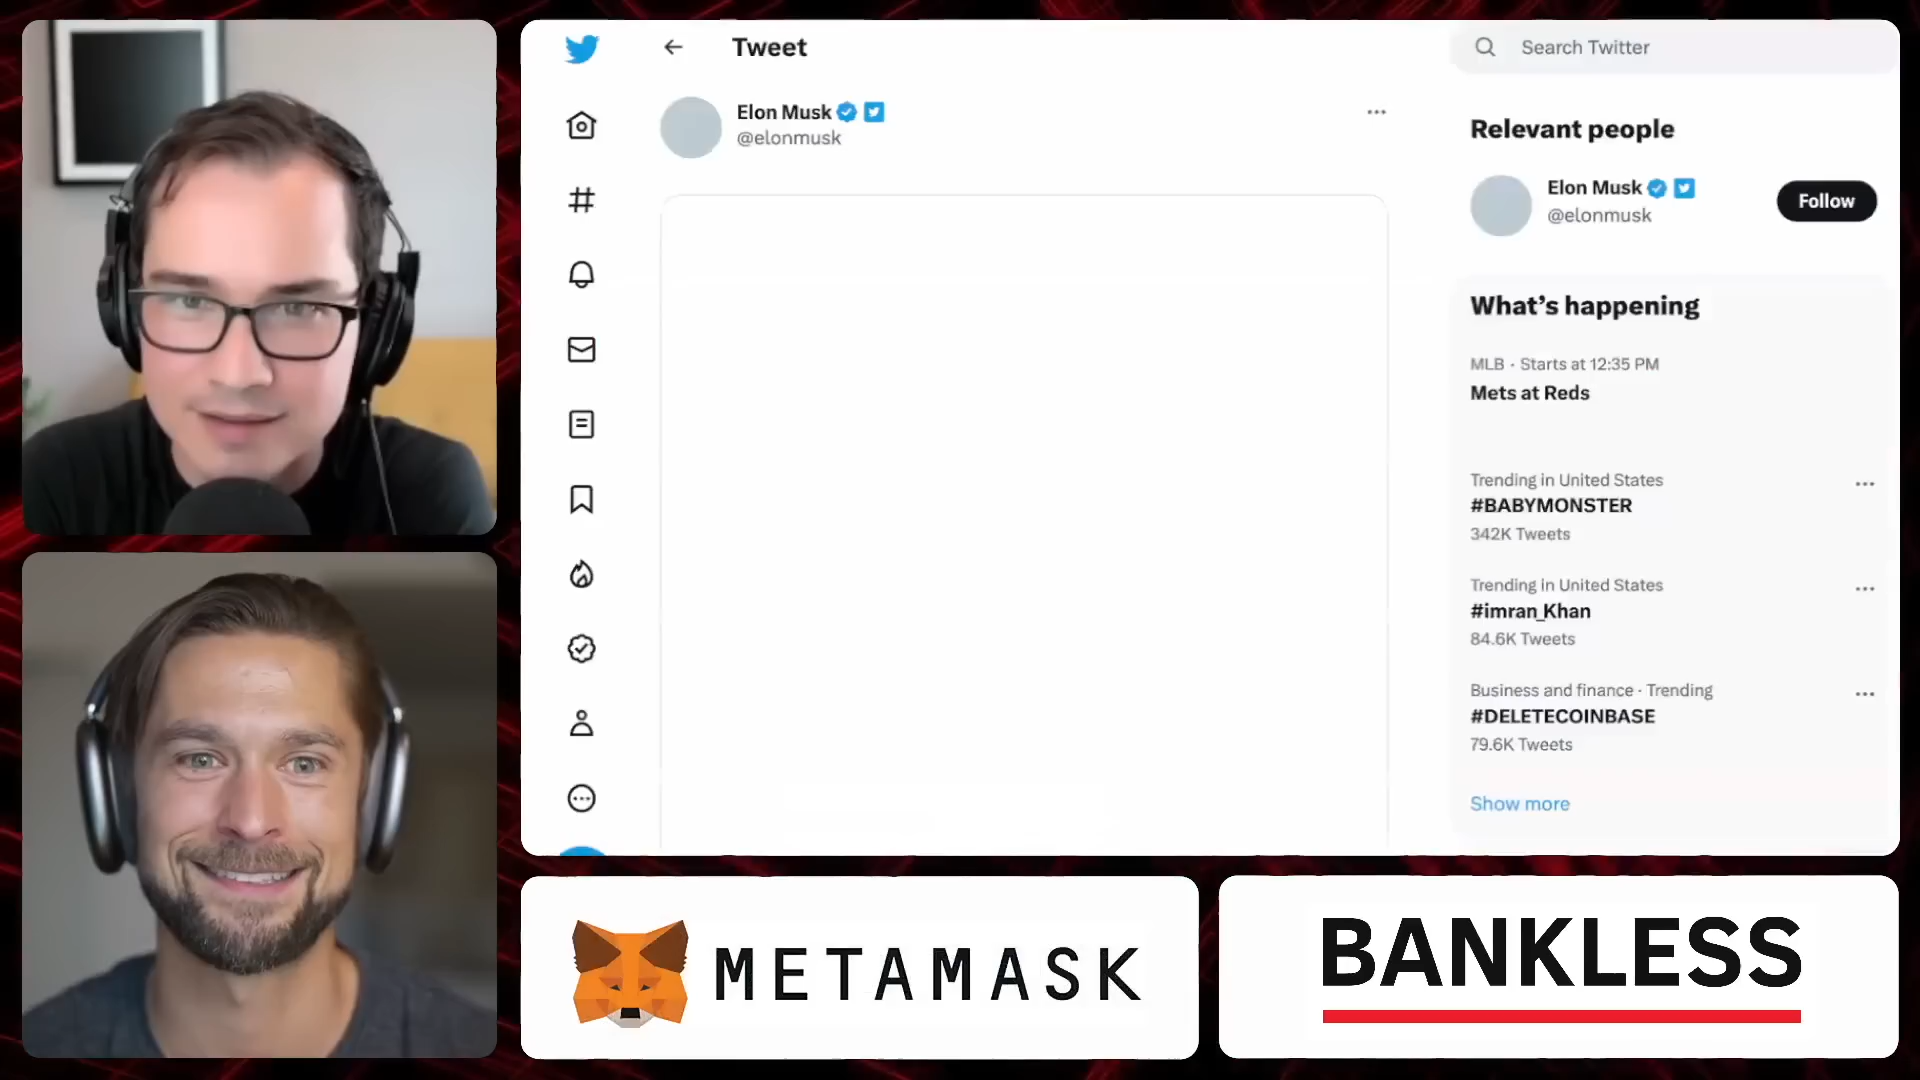 Tweet
Elon Musk
@elonmusk
Search Twitter
Relevant people
Elon Musk
@elonmusk
Follow
What's happening
MLB · Starts at 12:35 PM
Mets at Reds
Trending in United States
#BABYMONSTER
342K Tweets
Trending in United States
#imran_Khan
84.6K Tweets
Business and finance · Trending
#DELETECOINBASE
79.6K Tweets
Show more
METAMASK
BANKLESS